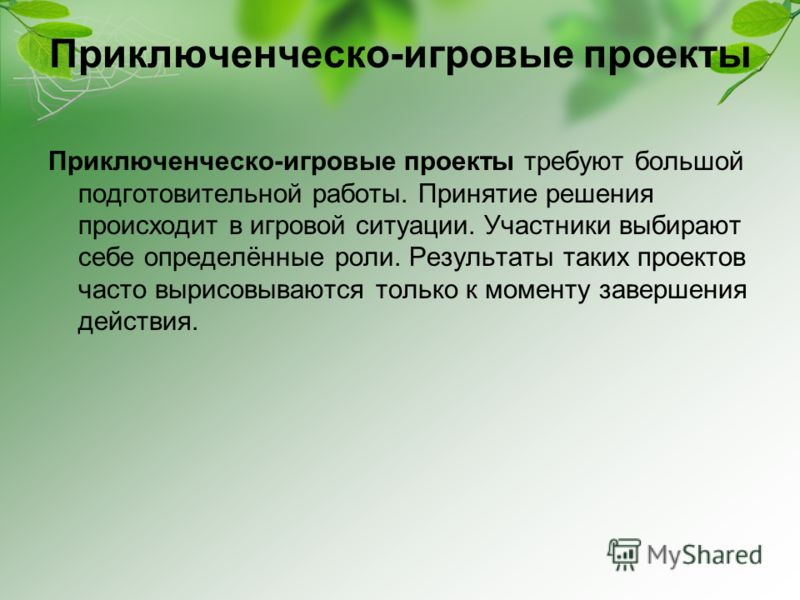 Приключенческо-игровые проекты
Приключенческо-игровые проекты требуют большой
подготовительной работы. Принятие решения
происходит в игровой ситуации. Участники выбирают
себе определённые роли. Результаты таких проектов
часто вырисовываются только к моменту завершения
действия.
MyShared